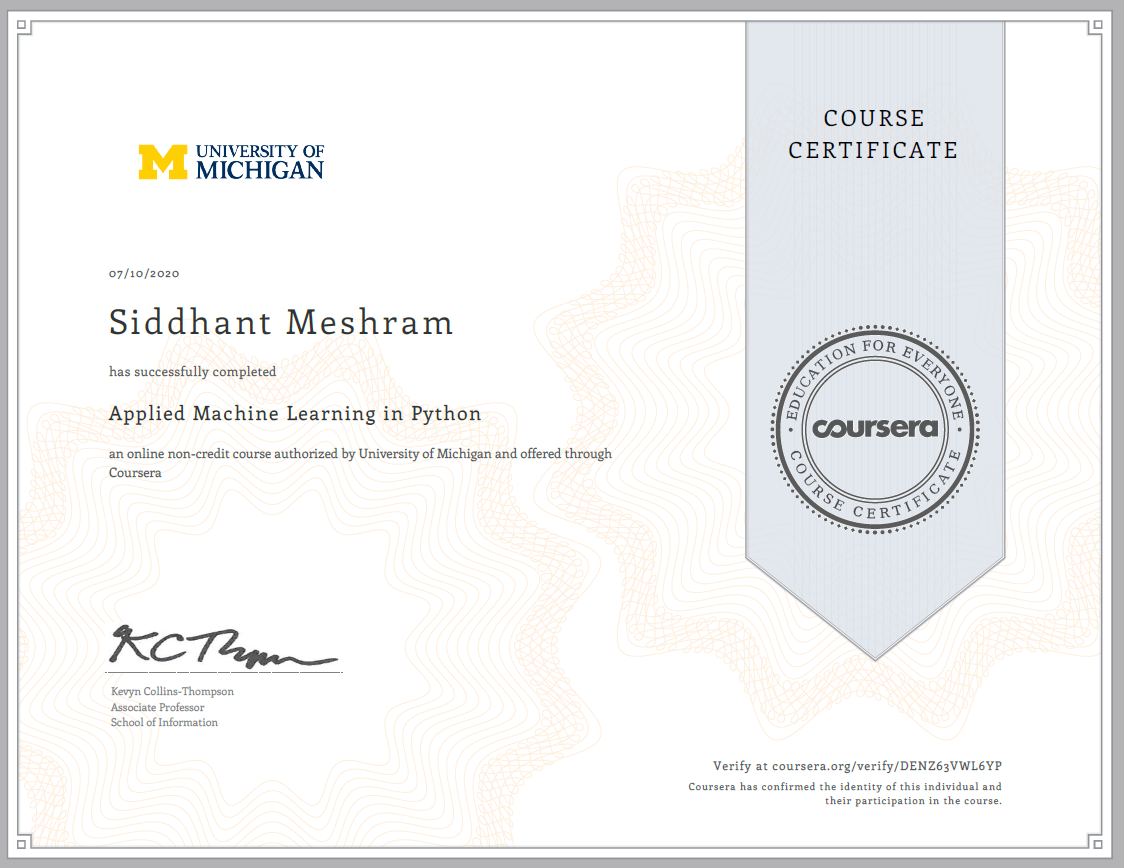 COURSE
CERTIFICATE
M UNIVERSITY OF
MICHIGAN
07/10/2020
Siddhant Meshram
has successfully completed
Applied Machine Learning in Python
an online non-credit course authorized by University of Michigan and offered through
Coursera
EDUCATION FOR EVERYONE
coursera
COURSE CERTIFICATE
KCThom
Kevyn Collins-Thompson
Associate Professor
School of Information
Verify at coursera.org/verify/DENZ63VWL6YP
Coursera has confirmed the identity of this individual and
their participation in the course.